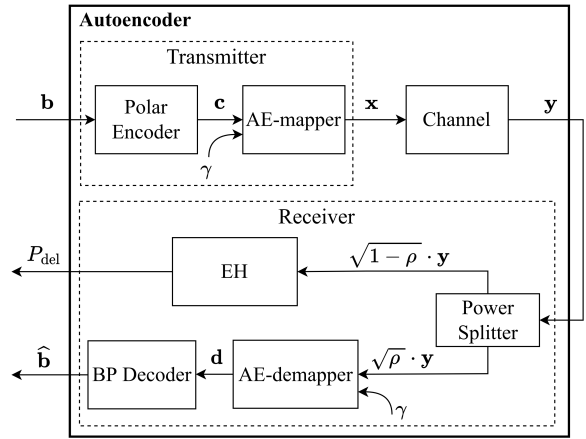 Autoencoder
Transmitter
b
Polar
Encoder
c
AE-mapper
γ
x
Channel
y
Receiver
P_del
EH
√(1 − ρ) · y
Power
Splitter
b̂
BP Decoder
d
AE-demapper
√ρ · y
γ